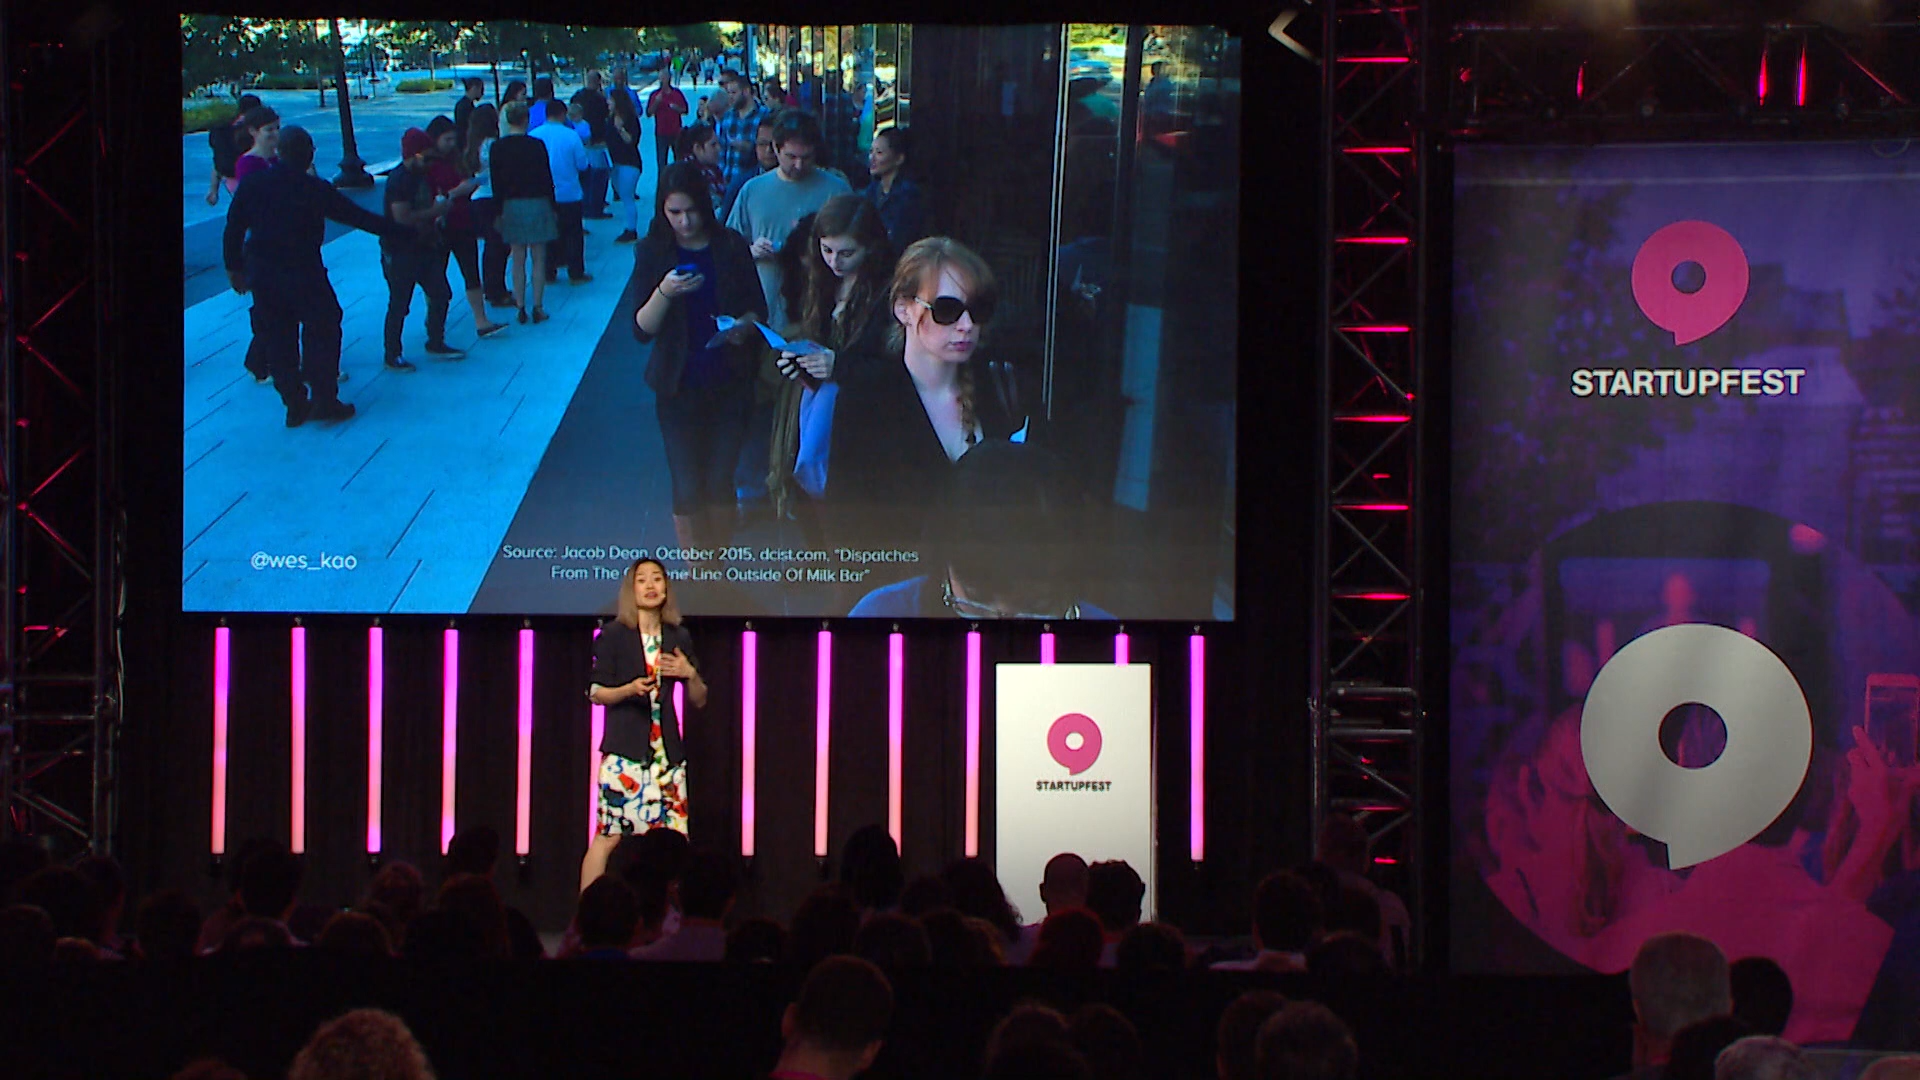 @wes_kao
Source: Jacob Dean, October 2015, dcist.com, "Dispatches
From The Line Outside Of Milk Bar"
STARTUPFEST
STARTUPFEST